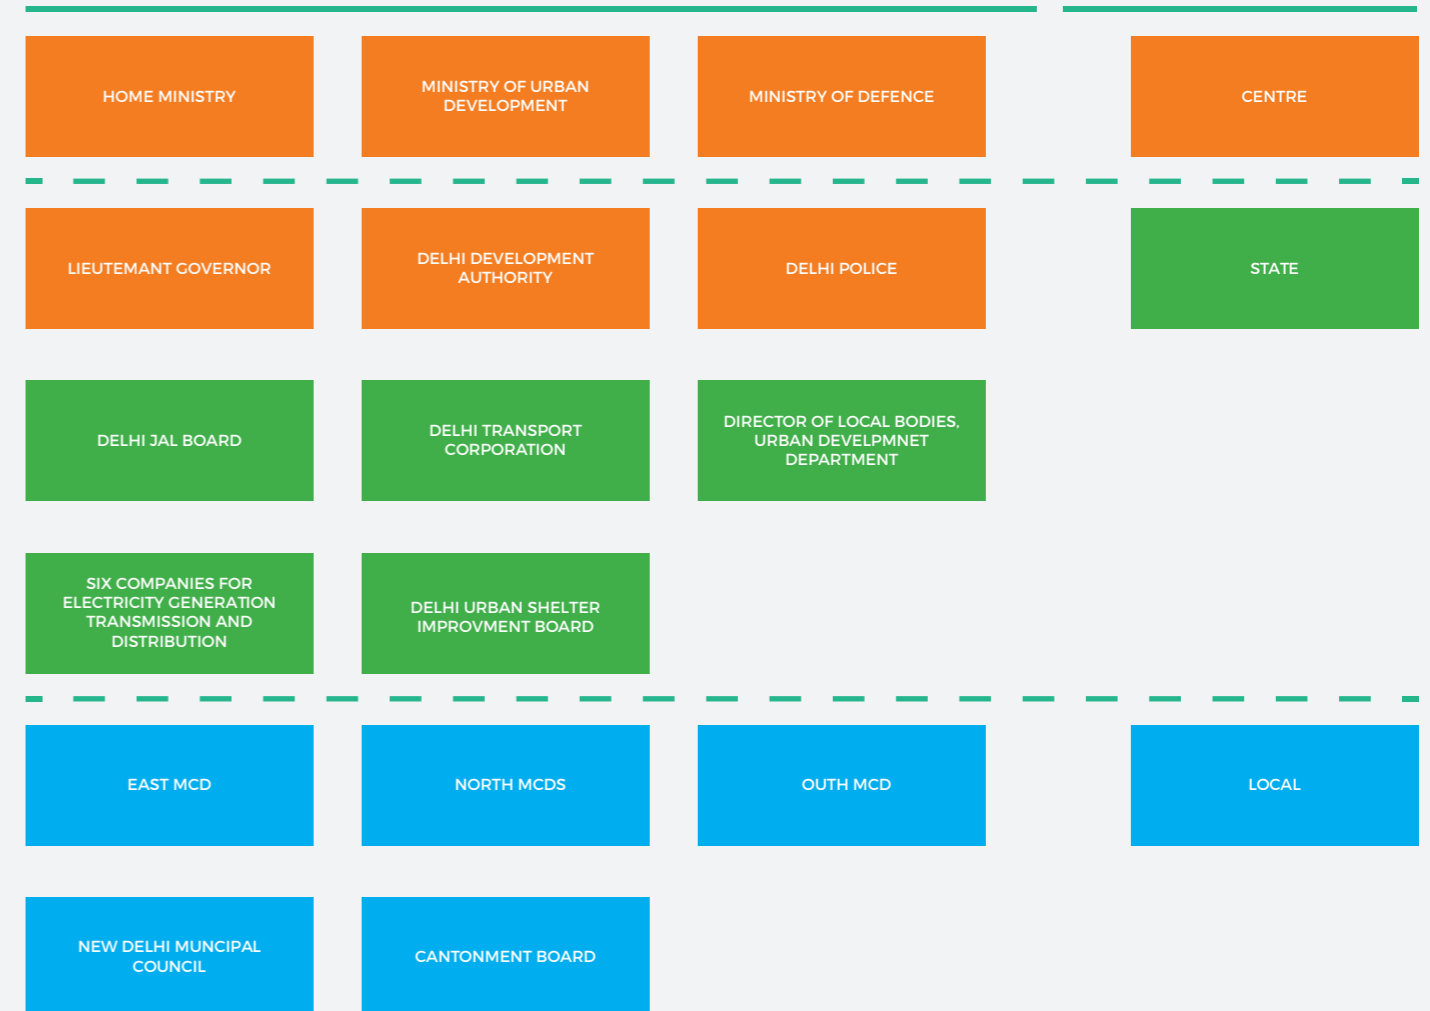 HOME MINISTRY
MINISTRY OF URBAN
DEVELOPMENT
MINISTRY OF DEFENCE
CENTRE
LIEUTEMANT GOVERNOR
DELHI DEVELOPMENT
AUTHORITY
DELHI POLICE
STATE
DELHI JAL BOARD
DELHI TRANSPORT
CORPORATION
DIRECTOR OF LOCAL BODIES,
URBAN DEVELPMNET
DEPARTMENT
SIX COMPANIES FOR
ELECTRICITY GENERATION
TRANSMISSION AND
DISTRIBUTION
DELHI URBAN SHELTER
IMPROVMENT BOARD
EAST MCD
NORTH MCDS
OUTH MCD
LOCAL
NEW DELHI MUNCIPAL
COUNCIL
CANTONMENT BOARD